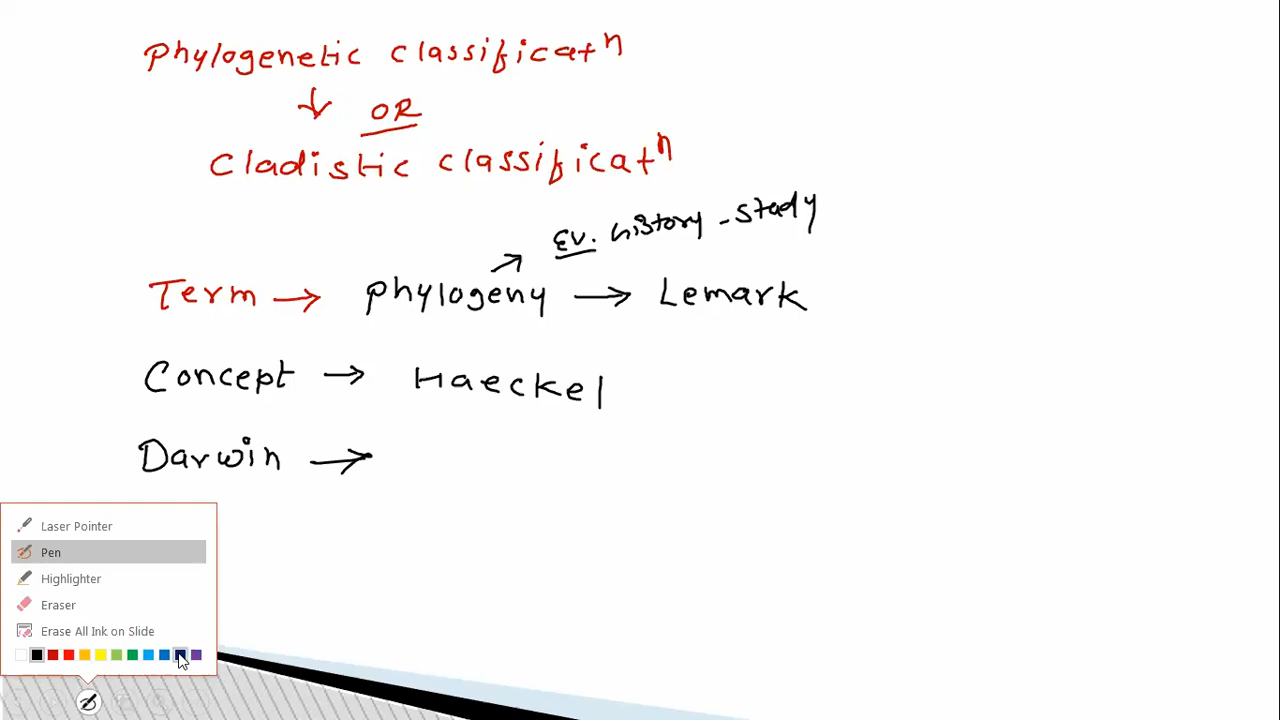 Phylogenetic classificatⁿ
↓ OR
Cladistic classificatⁿ
Ev. history - study
Term → Phylogeny → Lemark
Concept → Haeckel
Darwin →
Laser Pointer
Pen
Highlighter
Eraser
Erase All Ink on Slide